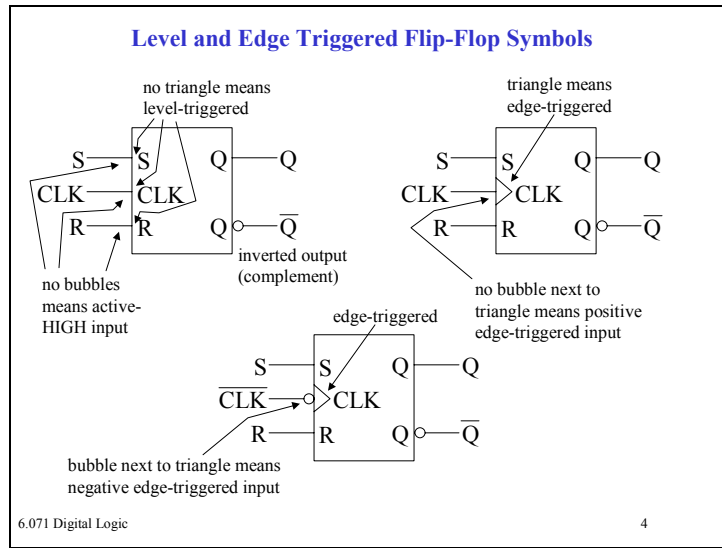 Level and Edge Triggered Flip-Flop Symbols
no triangle means
level-triggered
S
S
Q
Q
CLK
CLK
R
R
Q
Q̅
inverted output
(complement)
no bubbles
means active-
HIGH input
triangle means
edge-triggered
S
S
Q
Q
CLK
CLK
R
R
Q
Q̅
no bubble next to
triangle means positive
edge-triggered input
edge-triggered
S
S
Q
Q
C̅L̅K̅
CLK
R
R
Q
Q̅
bubble next to triangle means
negative edge-triggered input
6.071 Digital Logic
4